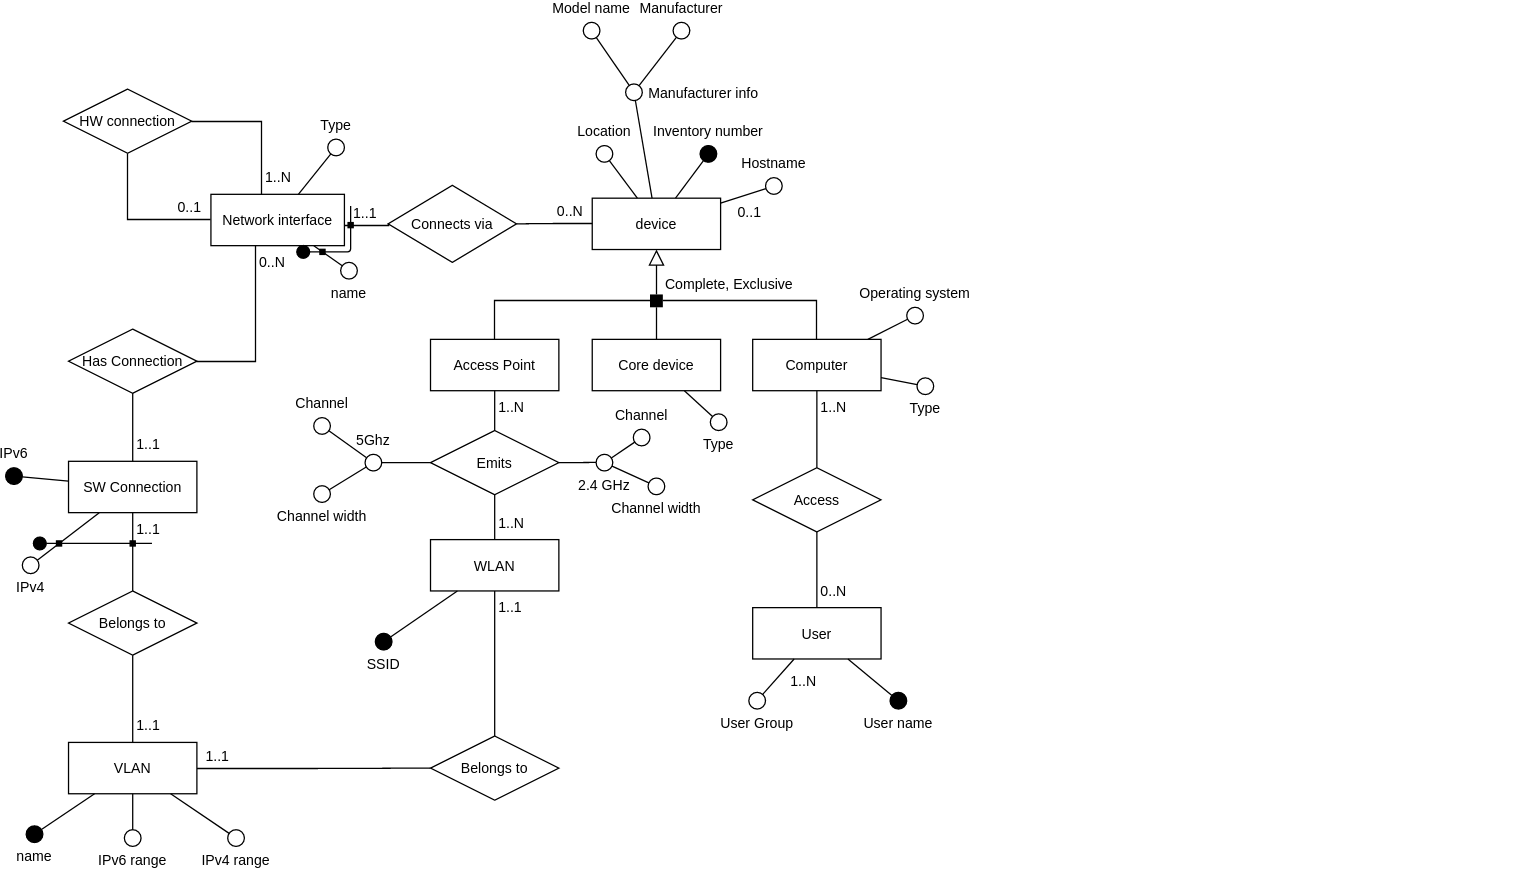 Model name
Manufacturer
Manufacturer info
HW connection
Type
Location
Inventory number
Hostname
1..N
0..1
Network interface
1..1
Connects via
0..N
device
0..1
0..N
name
Complete, Exclusive
Operating system
Has Connection
Access Point
Core device
Computer
Type
Channel
1..N
Channel
1..N
Type
5Ghz
1..1
IPv6
Emits
2.4 GHz
SW Connection
Channel width
Channel width
Access
1..1
1..N
IPv4
WLAN
0..N
Belongs to
1..1
User
SSID
1..N
User Group
User name
1..1
1..1
VLAN
Belongs to
name
IPv6 range
IPv4 range